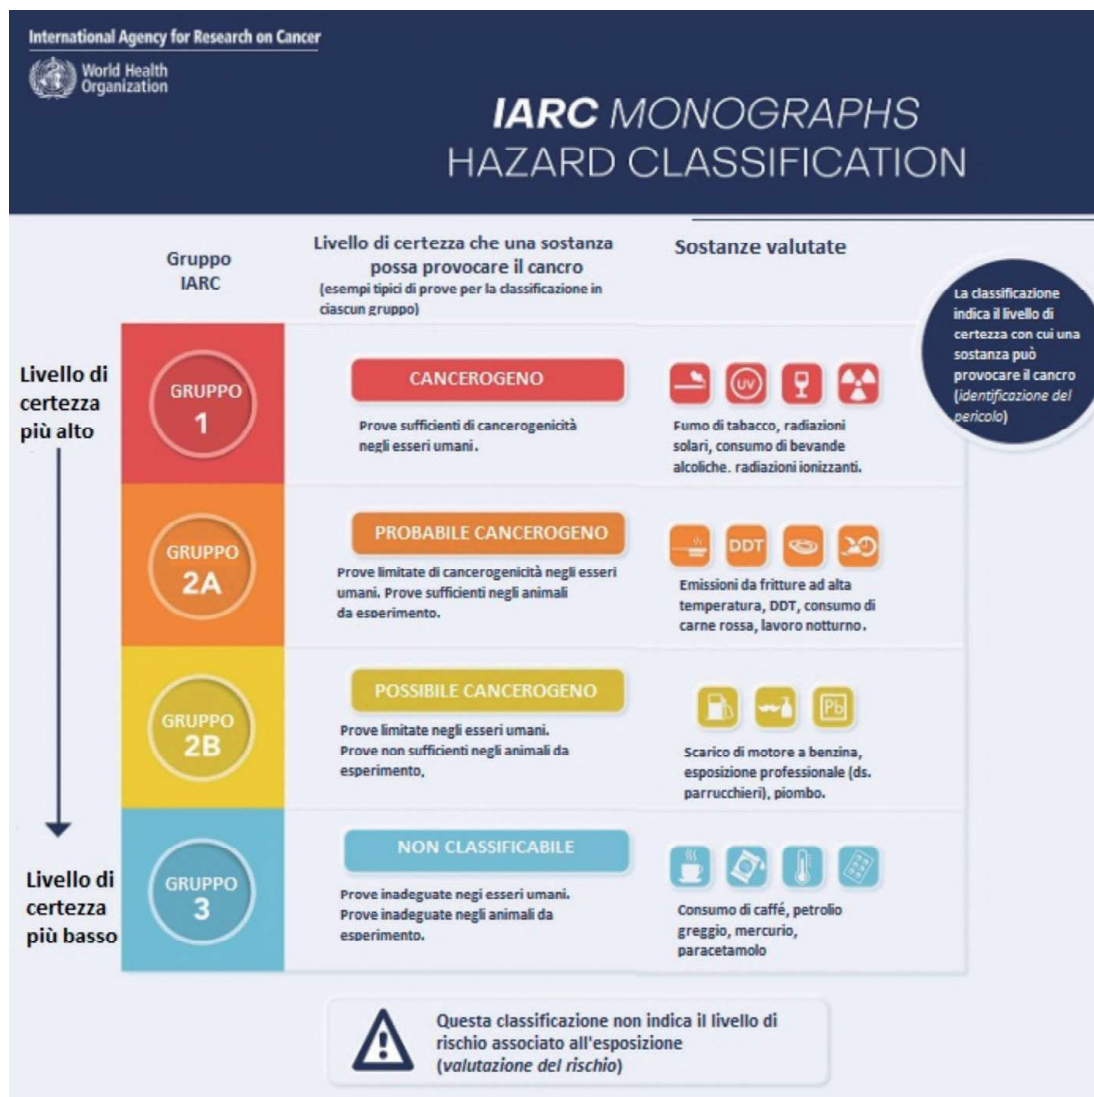 International Agency for Research on Cancer
World Health
Organization
IARC MONOGRAPHS
HAZARD CLASSIFICATION
Gruppo
IARC
Livello di certezza che una sostanza
possa provocare il cancro
(esempi tipici di prove per la classificazione in
ciascun gruppo)
Sostanze valutate
La classificazione
indica il livello di
certezza con cui una
sostanza può
provocare il cancro
(identificazione del
pericolo)
Livello di
certezza
più alto
GRUPPO
1
CANCEROGENO
Prove sufficienti di cancerogenicità
negli esseri umani.
UV
Fumo di tabacco, radiazioni
solari, consumo di bevande
alcoliche. radiazioni ionizzanti.
GRUPPO
2A
PROBABILE CANCEROGENO
Prove limitate di cancerogenicità negli esseri
umani. Prove sufficienti negli animali
da esperimento.
DDT
Emissioni da fritture ad alta
temperatura, DDT, consumo di
carne rossa, lavoro notturno.
GRUPPO
2B
POSSIBILE CANCEROGENO
Prove limitate negli esseri umani.
Prove non sufficienti negli animali da
esperimento,
Pb
Scarico di motore a benzina,
esposizione professionale (ds.
parrucchieri), piombo.
Livello di
certezza
più basso
GRUPPO
3
NON CLASSIFICABILE
Prove inadeguate negi esseri umani.
Prove inadeguate negli animali da
esperimento.
Consumo di caffé, petrolio
greggio, mercurio,
paracetamolo
Questa classificazione non indica il livello di
rischio associato all'esposizione
(valutazione del rischio)